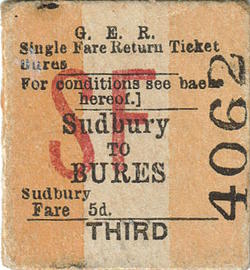 G. E. R.
Single Fare Return Ticket
Bures
For conditions see back
hereof.]
SF
Sudbury
TO
BURES
Sudbury
Fare 5d.
THIRD
4062